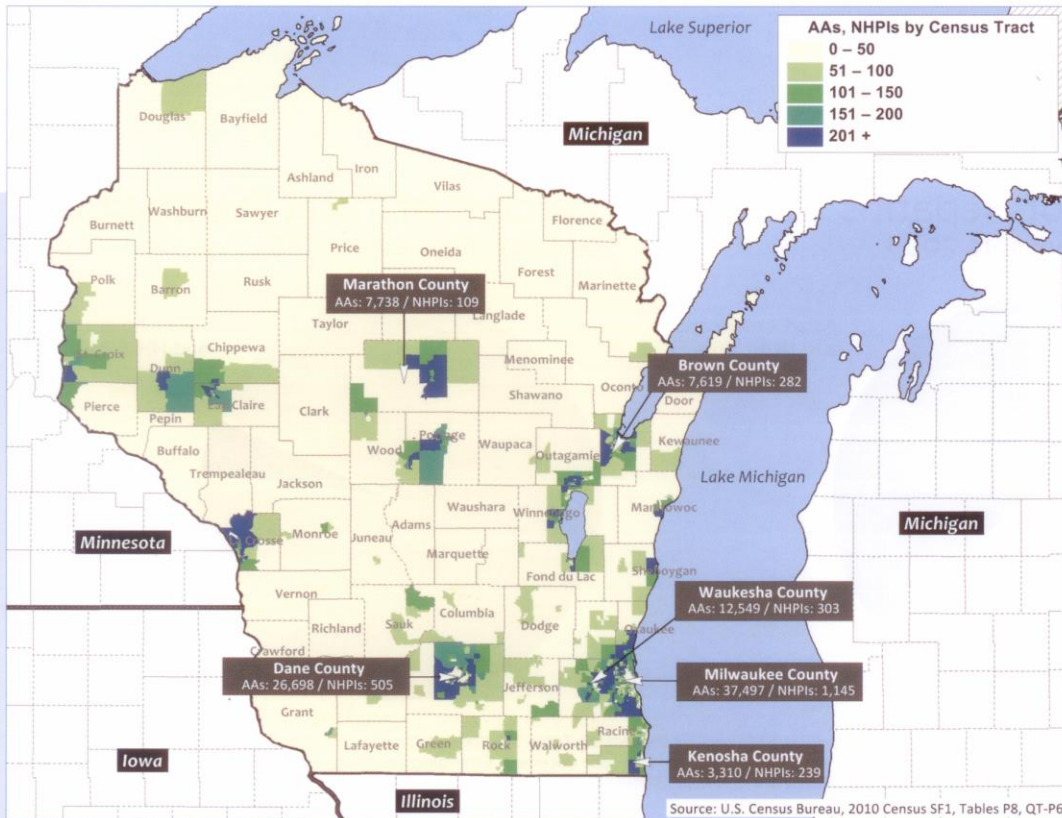 Lake Superior
AAs, NHPIs by Census Tract
0 – 50
51 – 100
101 – 150
151 – 200
201 +
Michigan
Douglas
Bayfield
Ashland
Iron
Vilas
Burnett
Washburn
Sawyer
Price
Oneida
Florence
Forest
Marinette
Polk
Barron
Rusk
Marathon County
AAs: 7,738 / NHPIs: 109
Taylor
Langlade
Chippewa
Croix
Dunn
Menominee
Brown County
AAs: 7,619 / NHPIs: 282
Oconto
Door
Shawano
Pierce
Pepin
Eau Claire
Clark
Buffalo
Wood
Portage
Waupaca
Outagamie
Kewaunee
Trempealeau
Jackson
Lake Michigan
Minnesota
Michigan
Crosse
Monroe
Juneau
Adams
Waushara
Winnebago
Manitowoc
Marquette
Fond du Lac
Sheboygan
Vernon
Richland
Sauk
Columbia
Dodge
Waukesha County
AAs: 12,549 / NHPIs: 303
Ozaukee
Crawford
Dane County
AAs: 26,698 / NHPIs: 505
Jefferson
Milwaukee County
AAs: 37,497 / NHPIs: 1,145
Grant
Iowa
Lafayette
Green
Rock
Walworth
Racine
Kenosha County
AAs: 3,310 / NHPIs: 239
Illinois
Source: U.S. Census Bureau, 2010 Census SF1, Tables P8, QT-P6